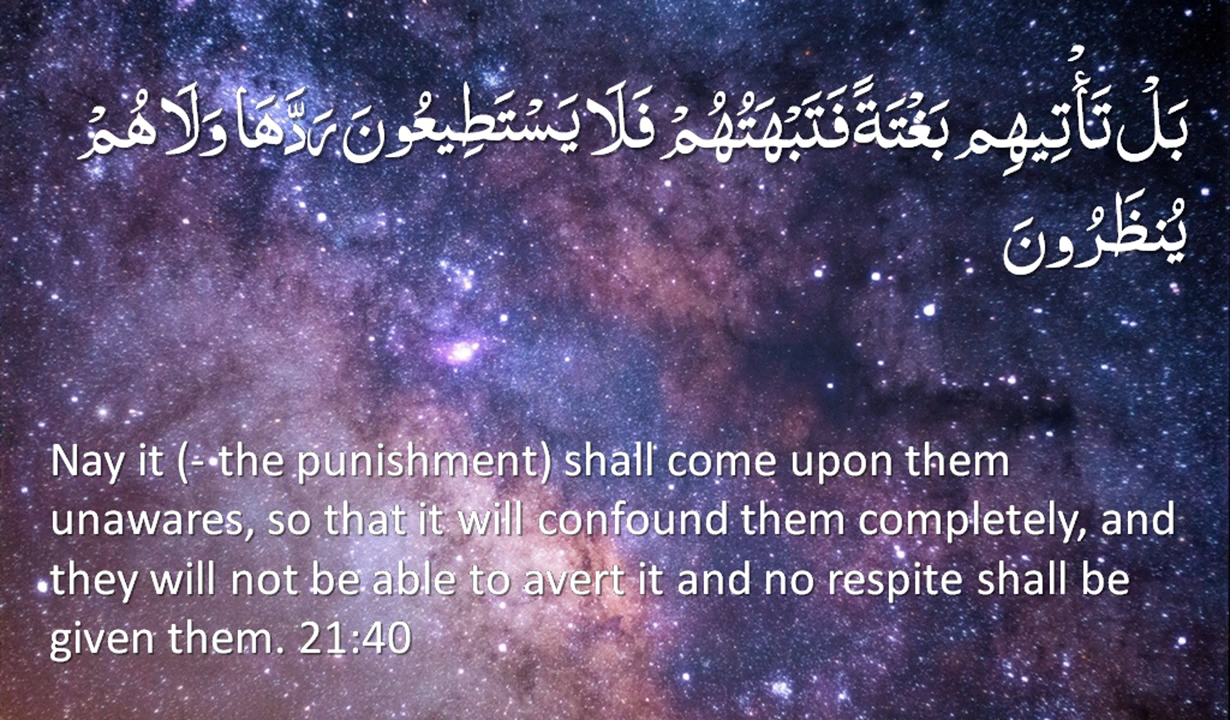 بَلْ تَأْتِيهِم بَغْتَةً فَتَبْهَتُهُمْ فَلَا يَسْتَطِيعُونَ رَدَّهَا وَلَا هُمْ
يُنظَرُونَ
Nay it (- the punishment) shall come upon them
unawares, so that it will confound them completely, and
they will not be able to avert it and no respite shall be
given them. 21:40